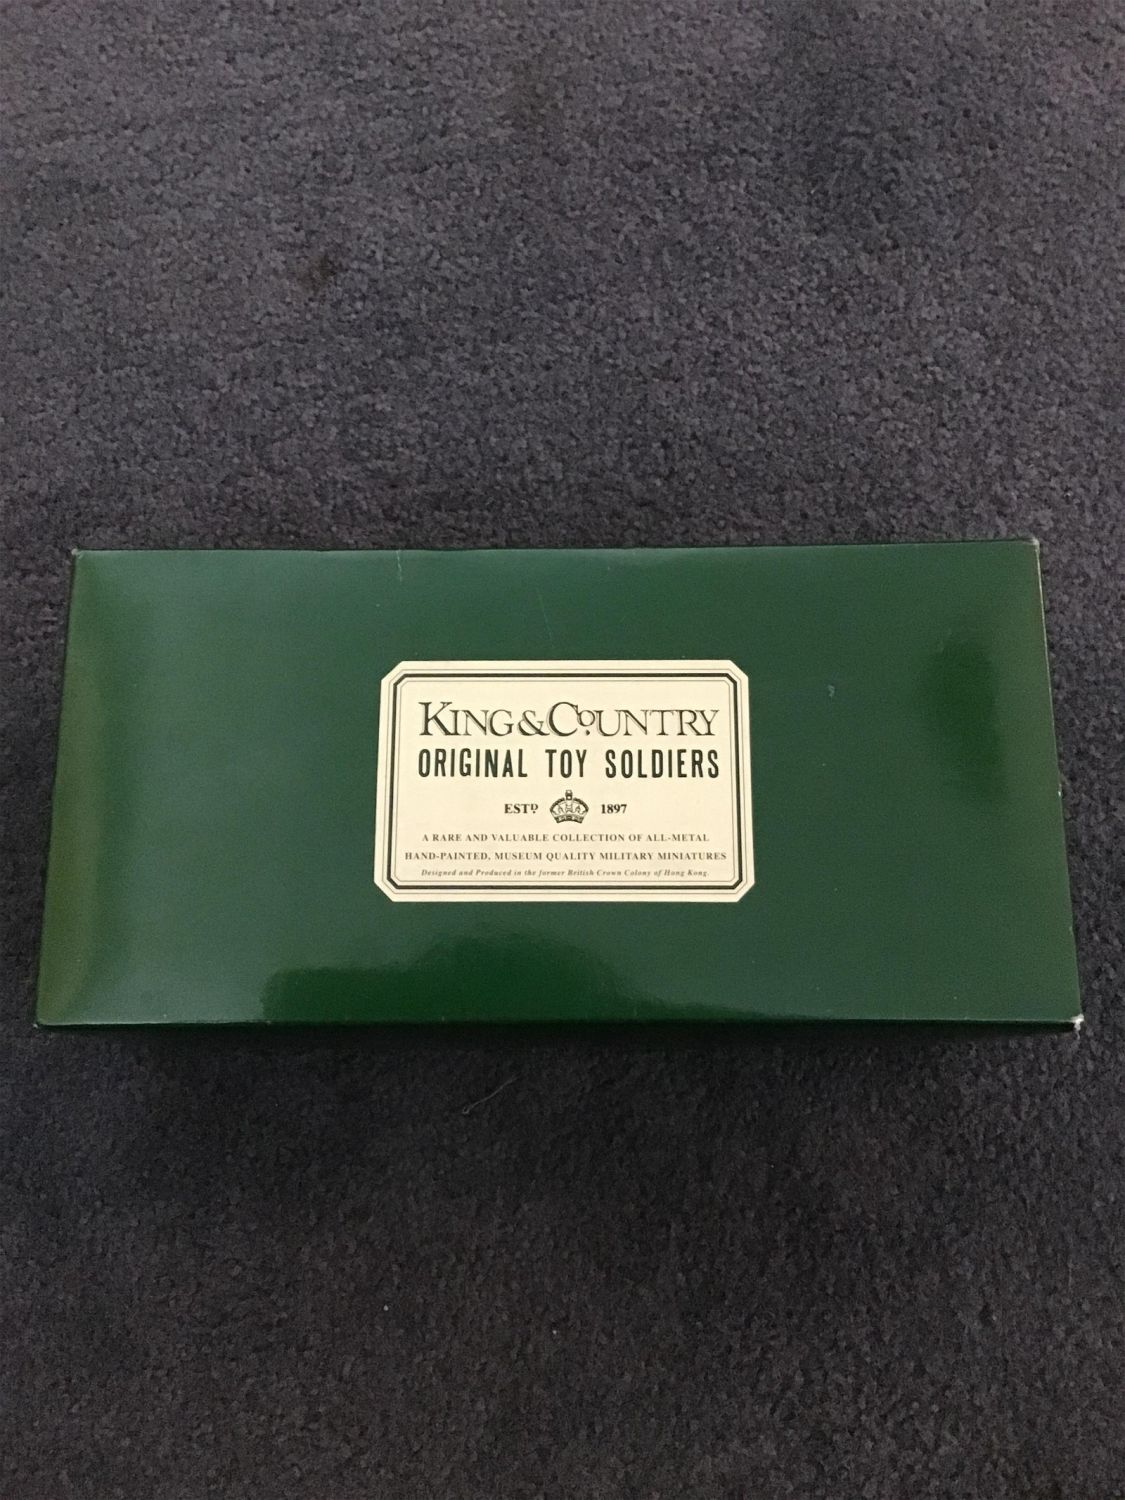 KING & COUNTRY
ORIGINAL TOY SOLDIERS
ESTD. 1897
A RARE AND VALUABLE COLLECTION OF ALL-METAL
HAND-PAINTED, MUSEUM QUALITY MILITARY MINIATURES
Designed and Produced in the former British Crown Colony of Hong Kong.